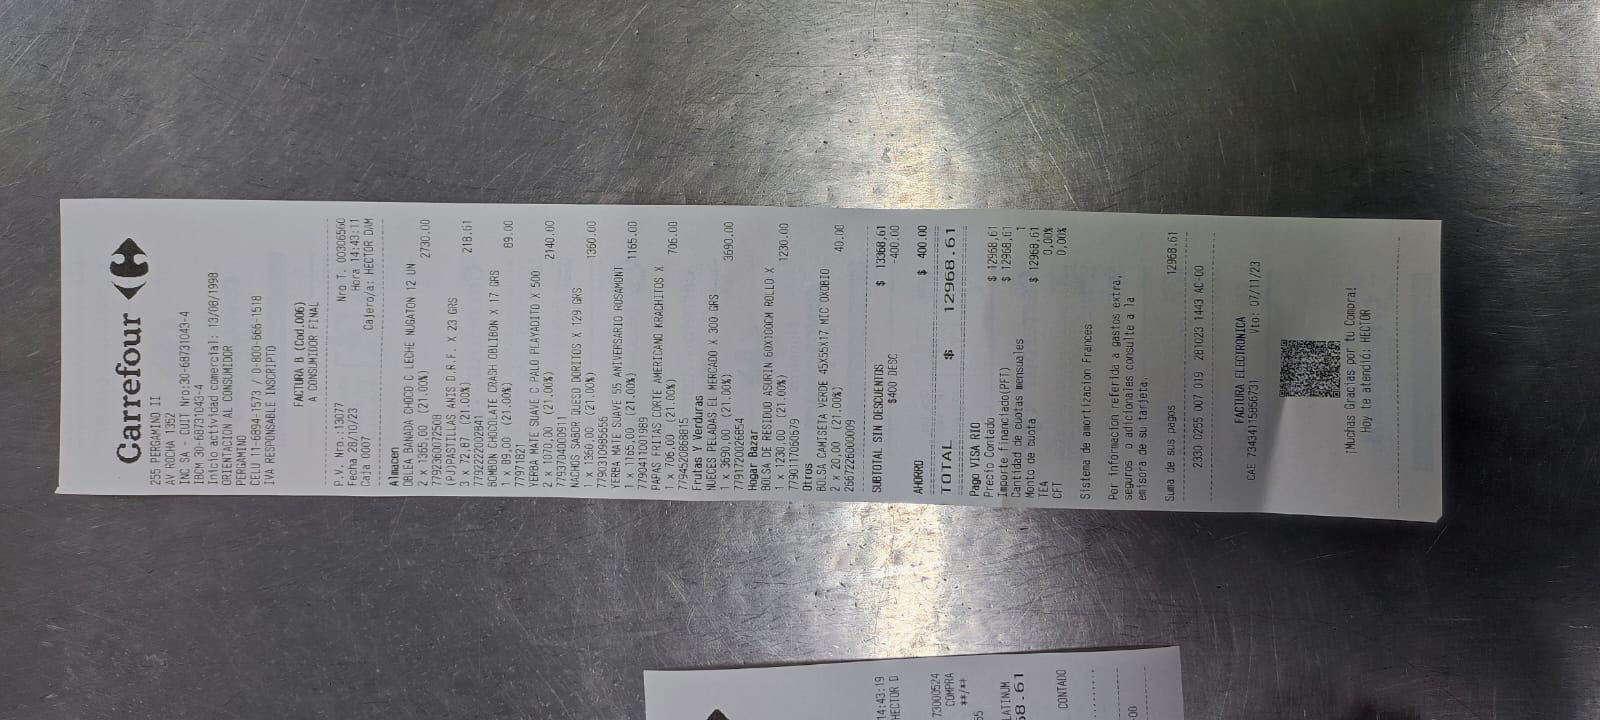 Carrefour
255 PERGAMINO II
AV ROCHA 1352
INC SA - CUIT Nro:30-68731043-4
IBCM 30-68731043-4
Inicio actividad comercial: 13/08/1998
ORIENTACION AL CONSUMIDOR
PERGAMINO
CELU 11-6894-1573 / 0-800-666-1518
IVA RESPONSABLE INSCRIPTO
FACTURA B (Cod.006)
A CONSUMIDOR FINAL
P.V. Nro.:13077 Nro T. 00306560
Fecha 28/10/23 Hora 14:43:11
Caja 0007 Cajero/a: HECTOR DAM
Almacen
OBLEA BANADA CHOCO C LECHE NUGATON 12 UN
2 x 1365,00 (21.00%) 2730.00
7792360072508
(PJ)PASTILLAS ANIS D.R.F. X 23 GRS
3 x 72,87 (21.00%) 218.61
7792222002841
BOMBON CHOCOLATE CRASH OBLIBON X 17 GRS
1 x 89,00 (21.00%) 89.00
77971821
YERBA MATE SUAVE C PALO PLAYADITO X 500
2 x 1070,00 (21.00%) 2140.00
7793704000911
NACHOS SABOR QUESO DORITOS X 129 GRS
1 x 1360,00 (21.00%) 1360.00
7790310985656
YERBA MATE SUAVE 55 ANIVERSARIO ROSAMONT
1 x 1165,00 (21.00%) 1165.00
7790411001989
PAPAS FRITAS CORTE AMERICANO KRACHITOS X
1 x 706,00 (21.00%) 706.00
7794520868815
Frutas Y Verduras
NUECES PELADAS EL MERCADO X 300 GRS
1 x 3690,00 (21.00%) 3690.00
7791720026854
Hogar Bazar
BOLSA DE RESIDUO ASURIN 60X100CM ROLLO X
1 x 1230,00 (21.00%) 1230.00
7790117060579
Otros
BOLSA CAMISETA VERDE 45X55X17 MIC OXOBIO
2 x 20,00 (21.00%) 40.00
2567226000009
SUBTOTAL SIN DESCUENTOS $ 13368.61
$400 DESC -400.00
AHORRO $ 400.00
TOTAL $ 12968.61
Pago VISA RIO
Precio Contado $ 12968,61
Importe financiado(PFT) $ 12968,61
Cantidad de cuotas mensuales 1
Monto de cuota $ 12968,61
TEA 0,00%
CFT 0,00%
Sistema de amortizacion Frances
Por información referida a gastos extra,
seguros o adicionales consulte a la
emisora de su tarjeta.
Suma de sus pagos 12968.61
2330 0255 007 019 281023 1443 AC-00
FACTURA ELECTRONICA
CAE 73434115856731 Vto: 07/11/23
¡Muchas Gracias por tu Compra!
Hoy te atendió: HECTOR
14:43:19
HECTOR D
73000524
COMPRA
**/**
LATINUM
CONTADO